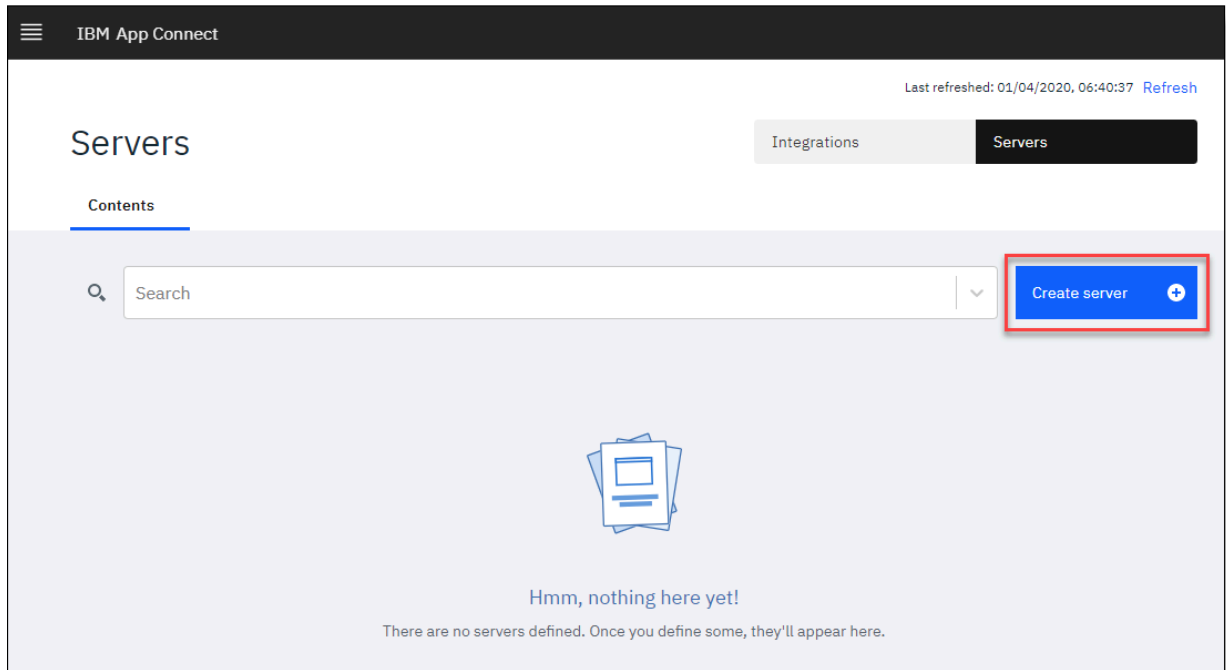 IBM App Connect
Last refreshed: 01/04/2020, 06:40:37 Refresh
Servers
Integrations
Servers
Contents
Search
Create server
Hmm, nothing here yet!
There are no servers defined. Once you define some, they'll appear here.